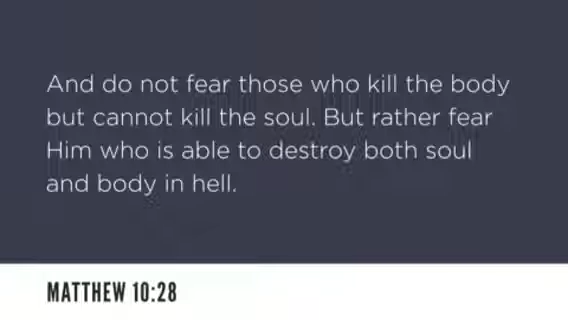 And do not fear those who kill the body
but cannot kill the soul. But rather fear
Him who is able to destroy both soul
and body in hell.
MATTHEW 10:28